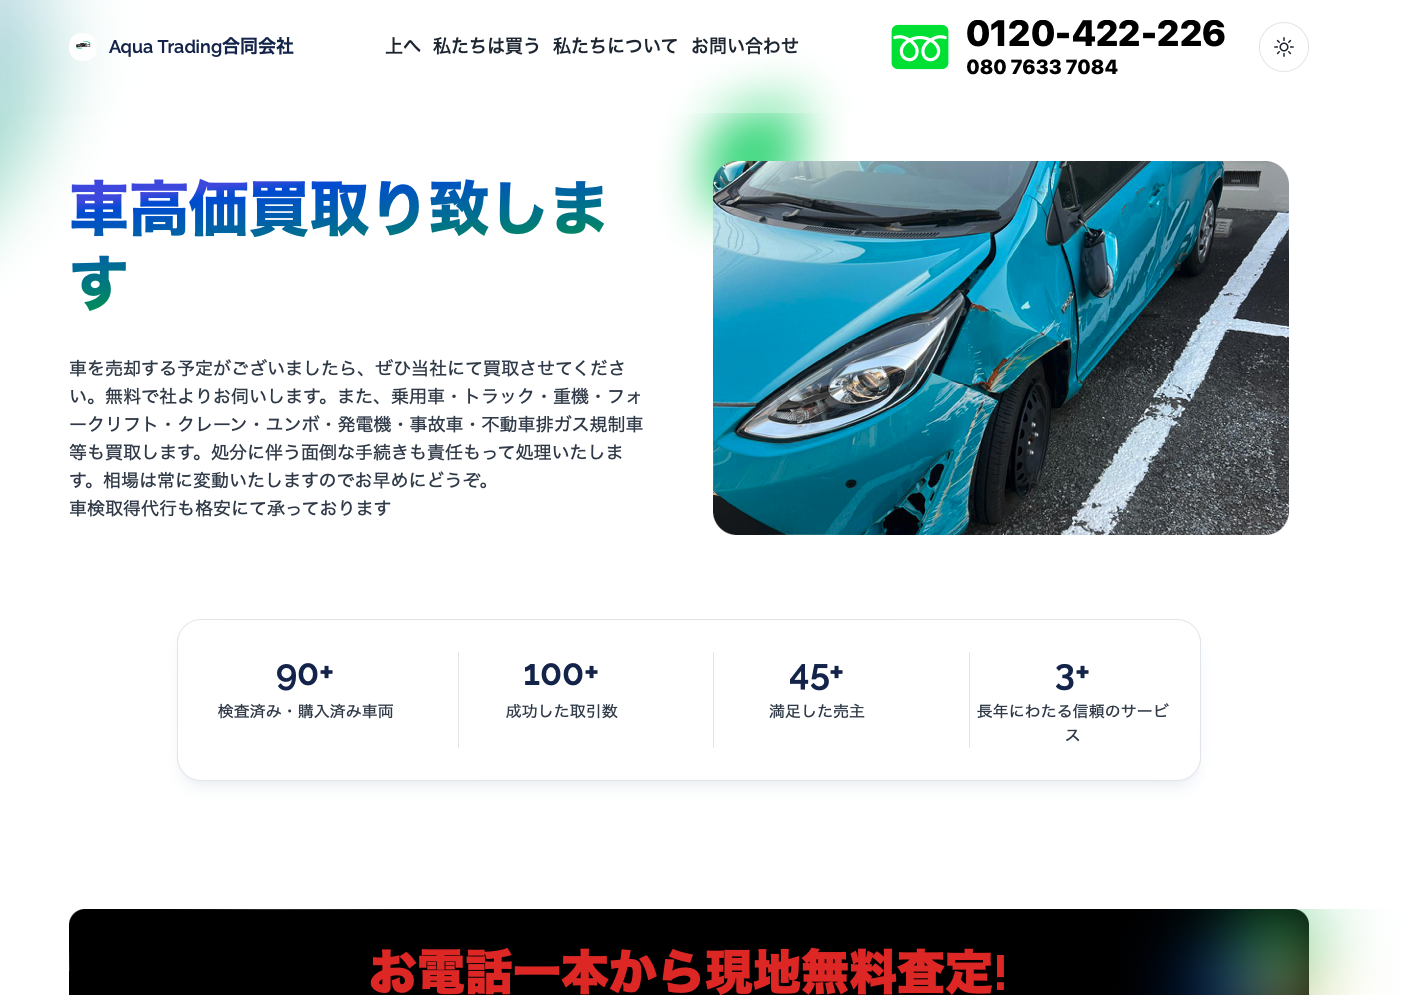 Aqua Trading合同会社
上へ 私たちは買う 私たちについて お問い合わせ
0120-422-226
080 7633 7084
車高価買取り致しま
す
車を売却する予定がございましたら、ぜひ当社にて買取させてくださ
い。無料で社よりお伺いします。また、乗用車・トラック・重機・フォ
ークリフト・クレーン・ユンボ・発電機・事故車・不動車排ガス規制車
等も買取します。処分に伴う面倒な手続きも責任もって処理いたしま
す。相場は常に変動いたしますのでお早めにどうぞ。
車検取得代行も格安にて承っております
90+
検査済み・購入済み車両
100+
成功した取引数
45+
満足した売主
3+
長年にわたる信頼のサービ
ス
お電話一本から現地無料査定!